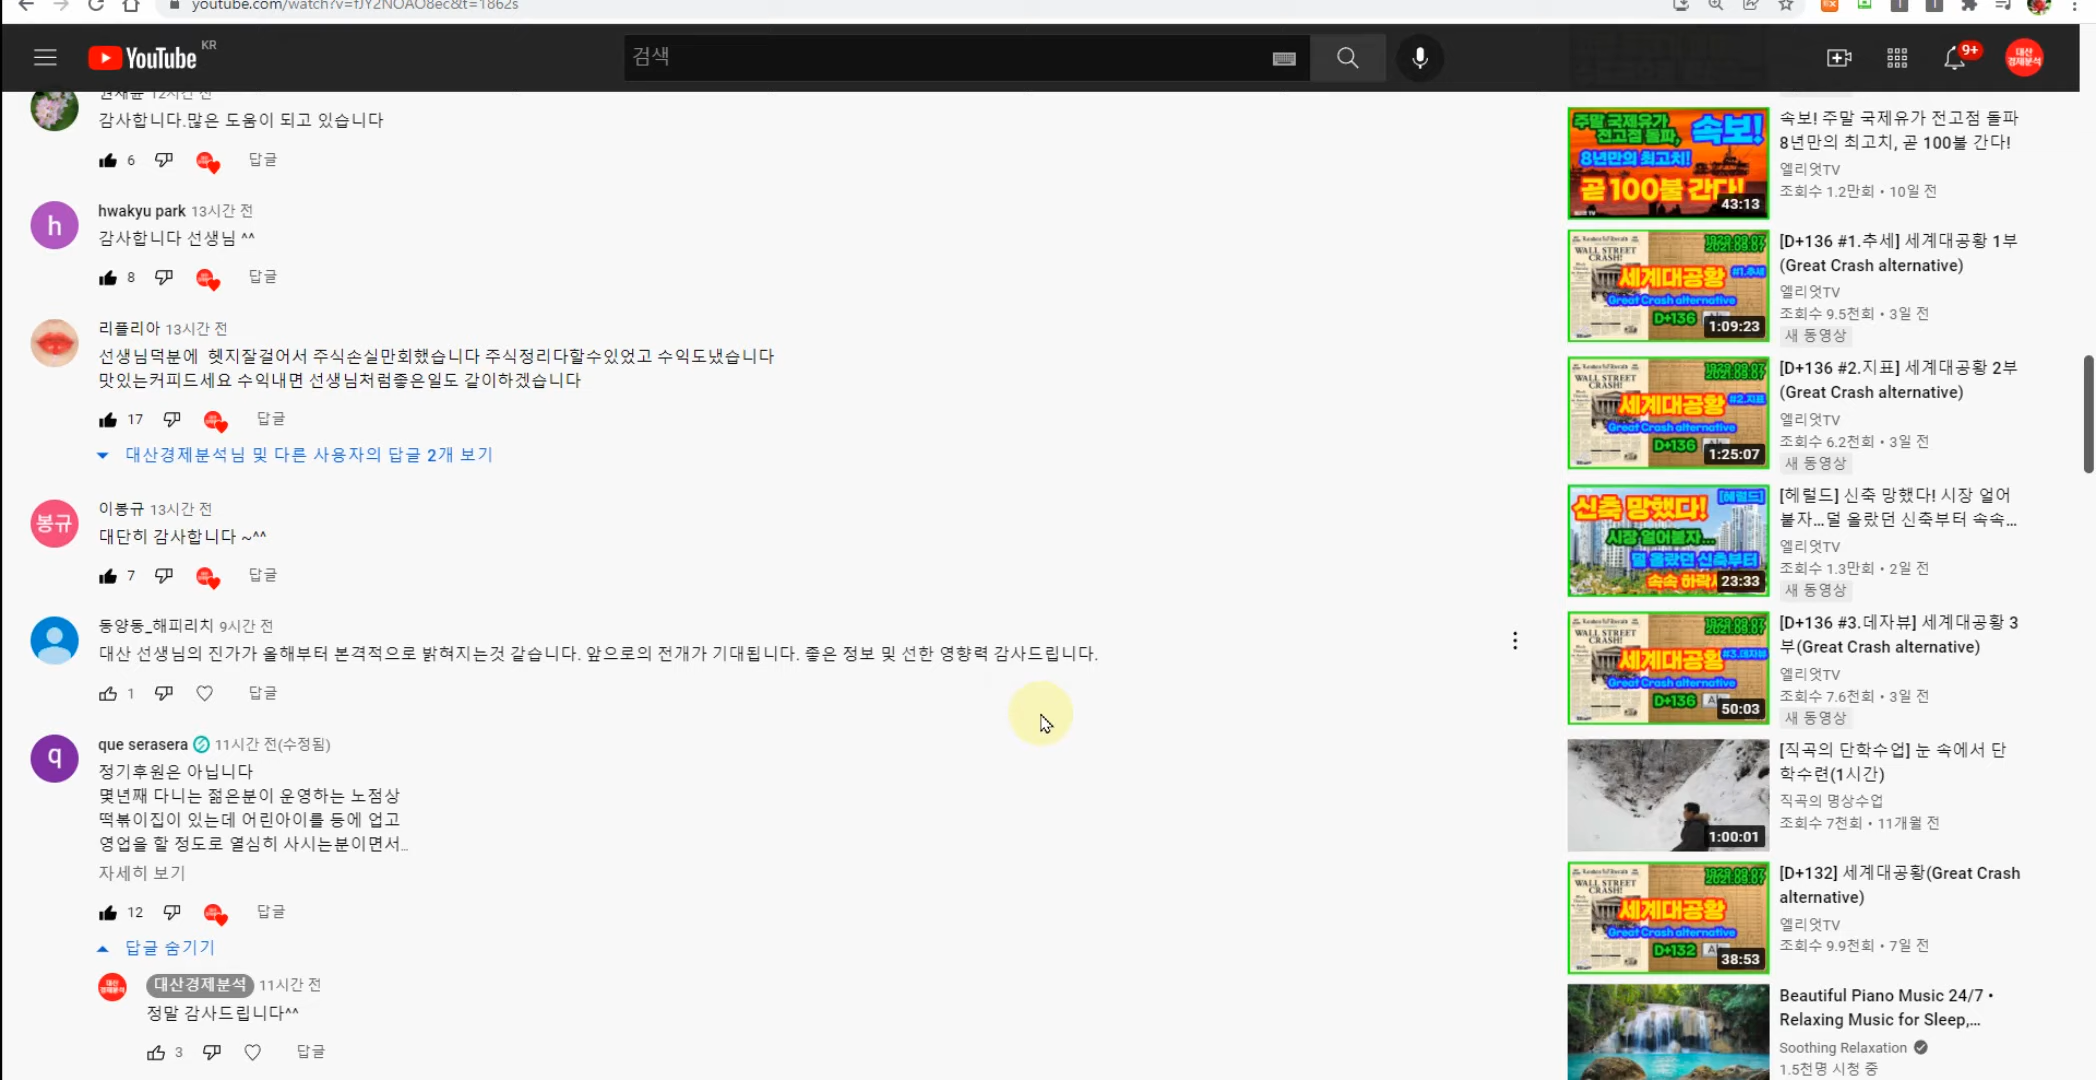 youtube.com/watch?v=fJY2NOAO8ec&t=1862s
YouTube KR
검색
9+
대산
경제분석
12시간 전
감사합니다.많은 도움이 되고 있습니다
6
답글
hwakyu park 13시간 전
h
감사합니다 선생님 ^^
8
답글
리플리아 13시간 전
선생님덕분에 헷지잘걸어서 주식손실만회했습니다 주식정리다할수있었고 수익도냈습니다
맛있는커피드세요 수익내면 선생님처럼좋은일도 같이하겠습니다
17
답글
대산경제분석님 및 다른 사용자의 답글 2개 보기
봉규
이봉규 13시간 전
대단히 감사합니다 ~^^
7
답글
동양동_해피리치 9시간 전
대산 선생님의 진가가 올해부터 본격적으로 밝혀지는것 같습니다. 앞으로의 전개가 기대됩니다. 좋은 정보 및 선한 영향력 감사드립니다.
1
답글
q
que serasera 11시간 전(수정됨)
정기후원은 아닙니다
몇년째 다니는 젊은분이 운영하는 노점상
떡볶이집이 있는데 어린아이를 등에 업고
영업을 할 정도로 열심히 사시는분이면서...
자세히 보기
12
답글
답글 숨기기
대산경제분석 11시간 전
정말 감사드립니다^^
3
답글
주말 국제유가
전고점 돌파,
속보!
8년만의 최고치!
곧 100불 간다!
43:13
속보! 주말 국제유가 전고점 돌파
8년만의 최고치, 곧 100불 간다!
엘리엇TV
조회수 1.2만회 • 10일 전
WALL STREET
CRASH!
1929.09.07
2021.09.07
세계대공황 #1.추세
Great Crash alternative
D+136
1:09:23
[D+136 #1.추세] 세계대공황 1부
(Great Crash alternative)
엘리엇TV
조회수 9.5천회 • 3일 전
새 동영상
WALL STREET
CRASH!
1929.09.07
2021.09.07
세계대공황 #2.지표
Great Crash alternative
D+136
1:25:07
[D+136 #2.지표] 세계대공황 2부
(Great Crash alternative)
엘리엇TV
조회수 6.2천회 • 3일 전
새 동영상
신축 망했다! [헤럴드]
시장 얼어붙자...
덜 올랐던 신축부터
속속 하락
23:33
[헤럴드] 신축 망했다! 시장 얼어
붙자...덜 올랐던 신축부터 속속...
엘리엇TV
조회수 1.3만회 • 2일 전
새 동영상
WALL STREET
CRASH!
1929.09.07
2021.09.07
세계대공황 #3.데자뷰
Great Crash alternative
D+136
50:03
[D+136 #3.데자뷰] 세계대공황 3
부(Great Crash alternative)
엘리엇TV
조회수 7.6천회 • 3일 전
새 동영상
1:00:01
[직곡의 단학수업] 눈 속에서 단
학수련(1시간)
직곡의 명상수업
조회수 7천회 • 11개월 전
WALL STREET
CRASH!
1929.09.07
2021.09.07
세계대공황
Great Crash alternative
D+132
38:53
[D+132] 세계대공황(Great Crash
alternative)
엘리엇TV
조회수 9.9천회 • 7일 전
Beautiful Piano Music 24/7 •
Relaxing Music for Sleep,...
Soothing Relaxation
1.5천명 시청 중